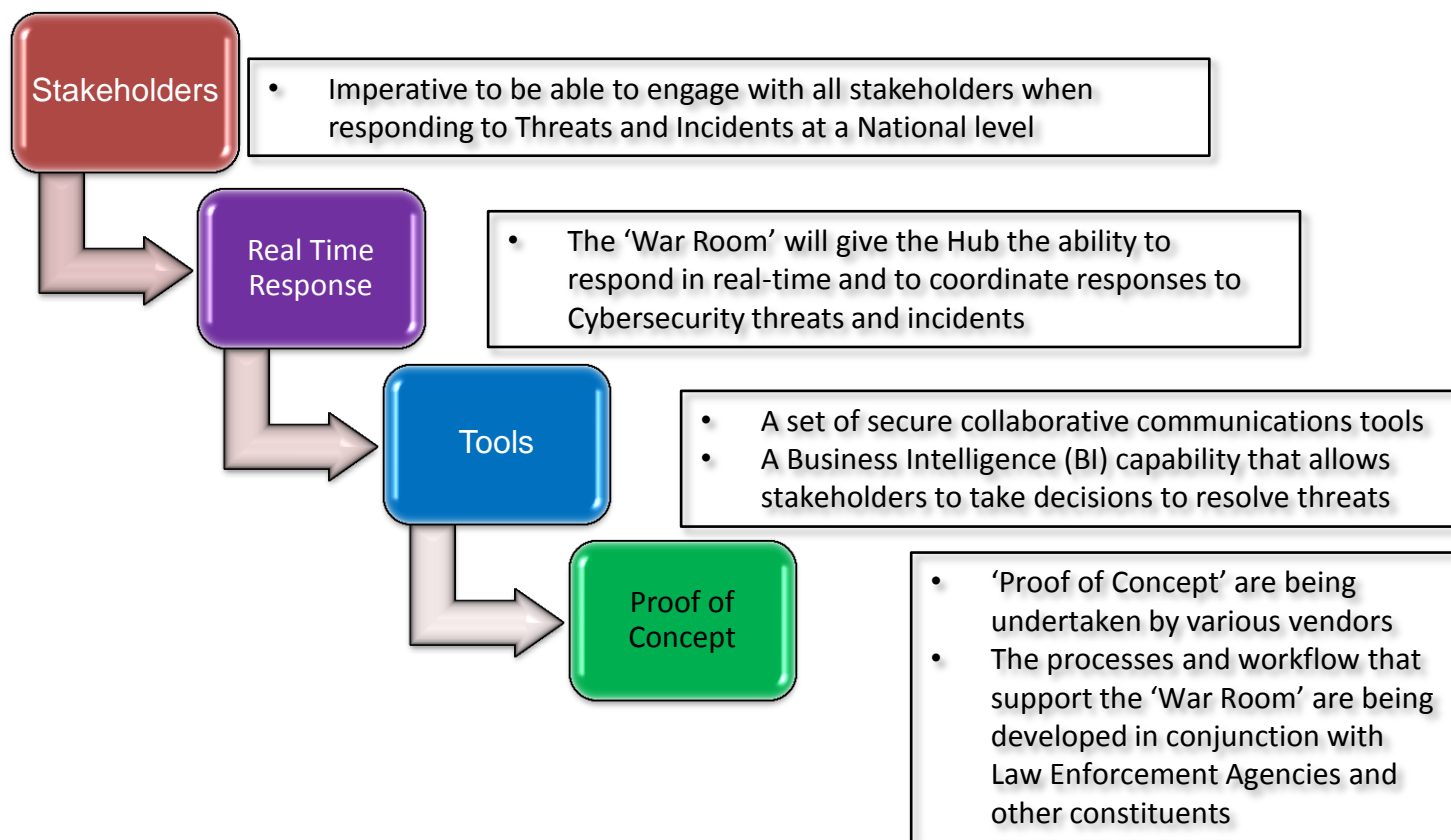 Stakeholders
• Imperative to be able to engage with all stakeholders when
responding to Threats and Incidents at a National level
Real Time
Response
• The ‘War Room’ will give the Hub the ability to
respond in real-time and to coordinate responses to
Cybersecurity threats and incidents
Tools
• A set of secure collaborative communications tools
• A Business Intelligence (BI) capability that allows
stakeholders to take decisions to resolve threats
Proof of
Concept
• ‘Proof of Concept’ are being
undertaken by various vendors
• The processes and workflow that
support the ‘War Room’ are being
developed in conjunction with
Law Enforcement Agencies and
other constituents